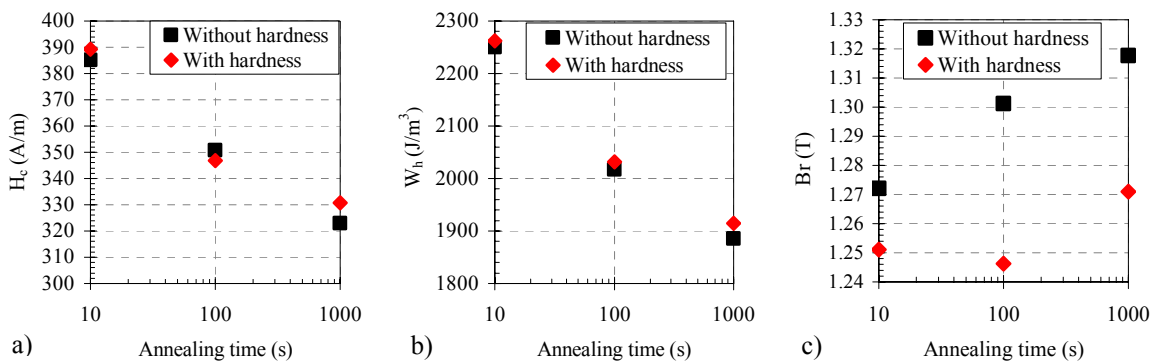 400
390
380
370
360
350
340
330
320
310
300
H_c (A/m)
Without hardness
With hardness
10 100 1000
a) Annealing time (s)
2300
2200
2100
2000
1900
1800
W_h (J/m³)
Without hardness
With hardness
10 100 1000
b) Annealing time (s)
1.33
1.32
1.31
1.30
1.29
1.28
1.27
1.26
1.25
1.24
Br (T)
Without hardness
With hardness
10 100 1000
c) Annealing time (s)